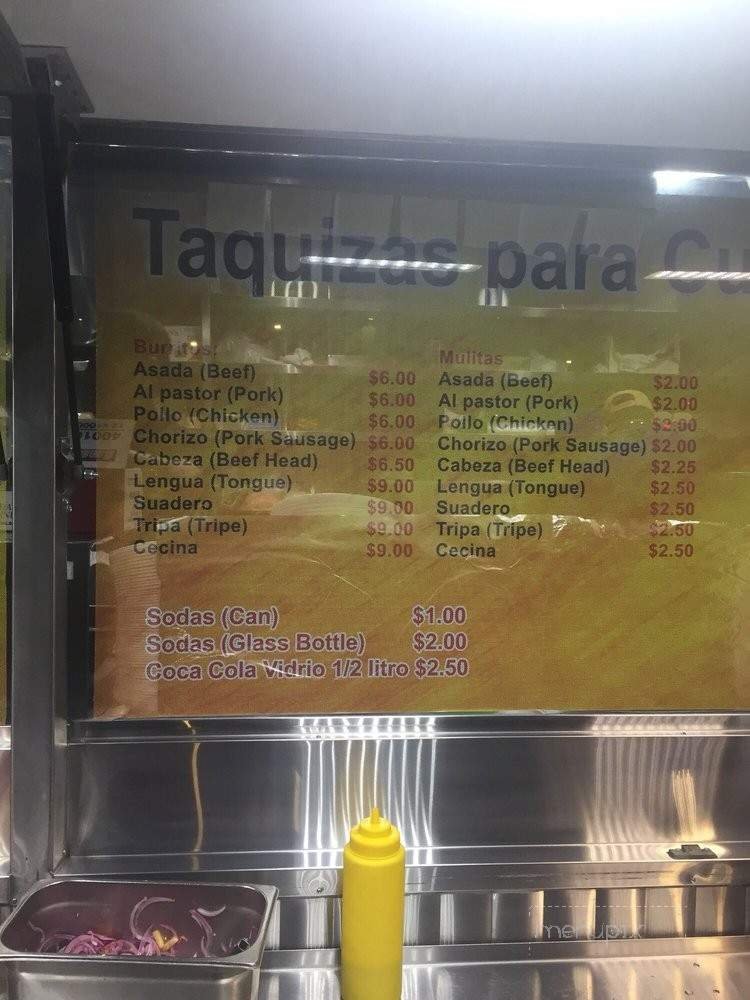 Taquizas para Cu
Burritos:
Asada (Beef) $6.00
Al pastor (Pork) $6.00
Pollo (Chicken) $6.00
Chorizo (Pork Sausage) $6.00
Cabeza (Beef Head) $6.50
Lengua (Tongue) $9.00
Suadero $9.00
Tripa (Tripe) $9.00
Cecina $9.00
Mulitas
Asada (Beef) $2.00
Al pastor (Pork) $2.00
Pollo (Chicken) $2.00
Chorizo (Pork Sausage) $2.00
Cabeza (Beef Head) $2.25
Lengua (Tongue) $2.50
Suadero $2.50
Tripa (Tripe) $2.50
Cecina $2.50
Sodas (Can) $1.00
Sodas (Glass Bottle) $2.00
Coca Cola Vidrio 1/2 litro $2.50
menupix